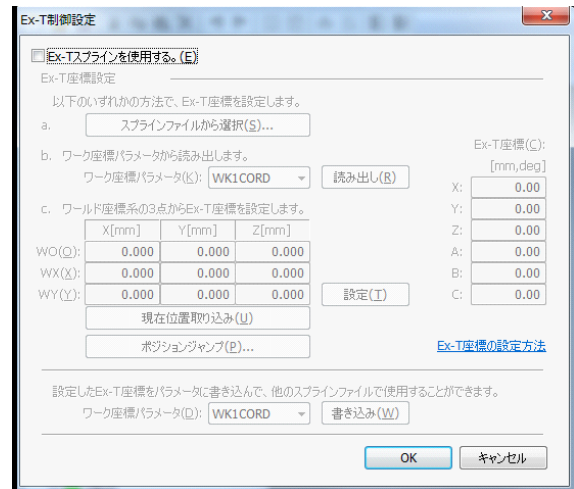 Ex-T制御設定
Ex-Tスプラインを使用する。(E)
Ex-T座標設定
以下のいずれかの方法で、Ex-T座標を設定します。
a. スプラインファイルから選択(S)...
b. ワーク座標パラメータから読み出します。
ワーク座標パラメータ(K): WK1CORD 読み出し(R)
c. ワールド座標系の3点からEx-T座標を設定します。
X[mm] Y[mm] Z[mm]
WO(O): 0.000 0.000 0.000
WX(X): 0.000 0.000 0.000
WY(Y): 0.000 0.000 0.000 設定(T)
現在位置取り込み(U)
ポジションジャンプ(P)...
Ex-T座標(C):
[mm,deg]
X: 0.00
Y: 0.00
Z: 0.00
A: 0.00
B: 0.00
C: 0.00
Ex-T座標の設定方法
設定したEx-T座標をパラメータに書き込んで、他のスプラインファイルで使用することができます。
ワーク座標パラメータ(D): WK1CORD 書き込み(W)
OK キャンセル